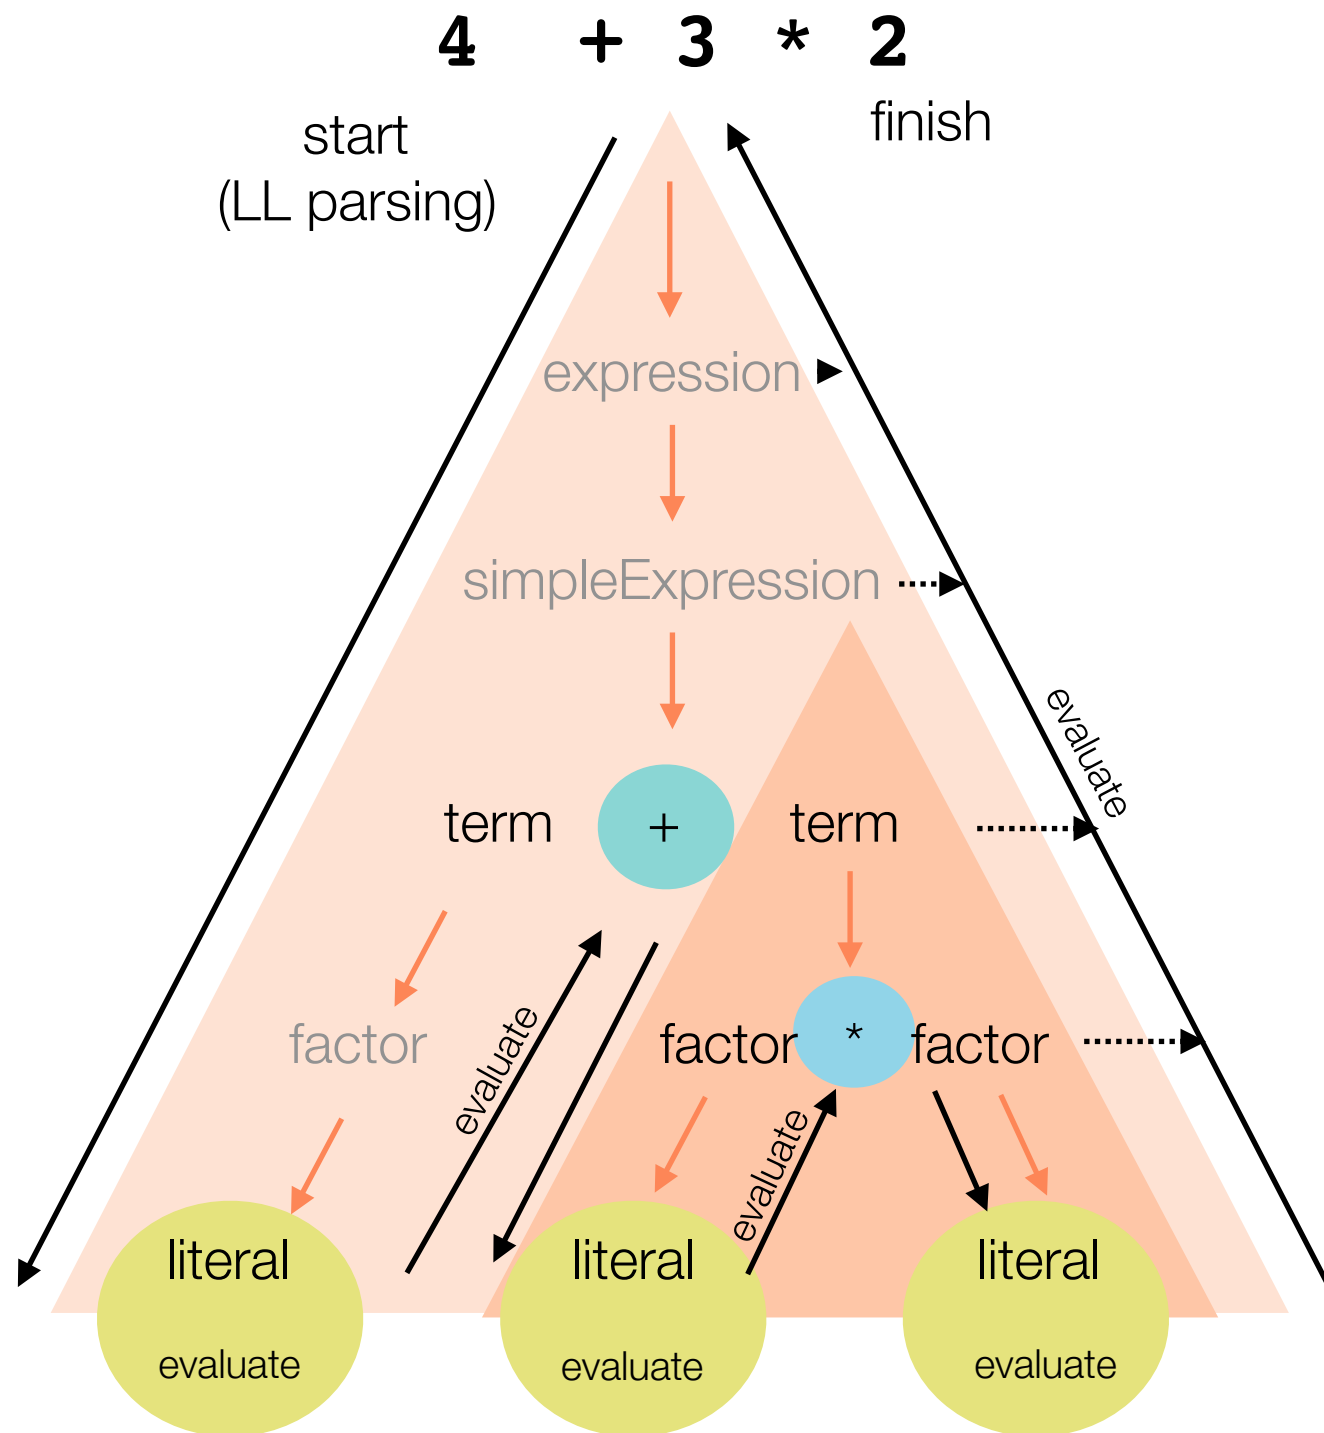 4 + 3 * 2
start
(LL parsing)
finish
expression
simpleExpression
evaluate
term + term
factor
evaluate
factor * factor
evaluate
literal
evaluate
literal
evaluate
literal
evaluate